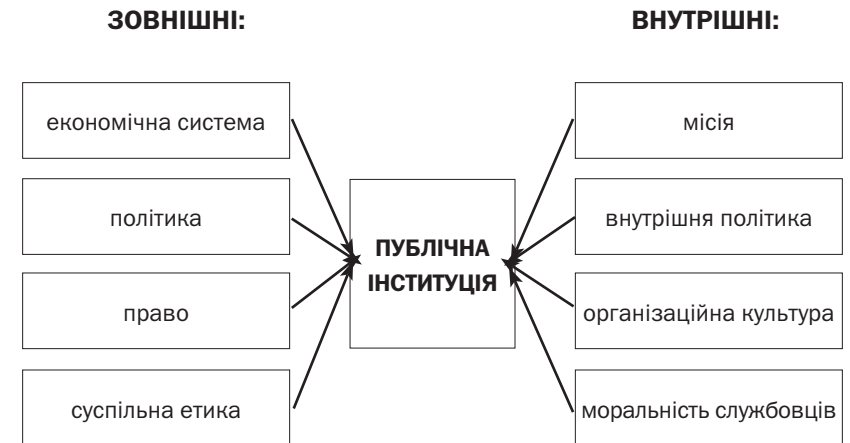 ЗОВНІШНІ:
ВНУТРІШНІ:
економічна система
політика
право
суспільна етика
ПУБЛІЧНА
ІНСТИТУЦІЯ
місія
внутрішня політика
організаційна культура
моральність службовців